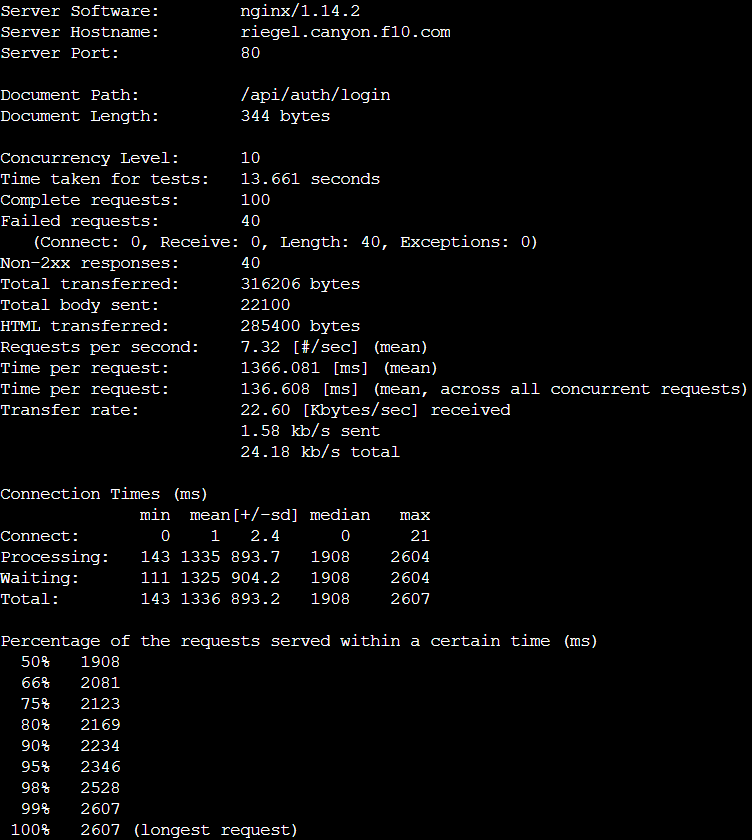 Server Software:        nginx/1.14.2
Server Hostname:        riegel.canyon.f10.com
Server Port:            80
Document Path:          /api/auth/login
Document Length:        344 bytes
Concurrency Level:      10
Time taken for tests:   13.661 seconds
Complete requests:      100
Failed requests:        40
   (Connect: 0, Receive: 0, Length: 40, Exceptions: 0)
Non-2xx responses:      40
Total transferred:      316206 bytes
Total body sent:        22100
HTML transferred:       285400 bytes
Requests per second:    7.32 [#/sec] (mean)
Time per request:       1366.081 [ms] (mean)
Time per request:       136.608 [ms] (mean, across all concurrent requests)
Transfer rate:          22.60 [Kbytes/sec] received
                        1.58 kb/s sent
                        24.18 kb/s total
Connection Times (ms)
              min  mean[+/-sd] median   max
Connect:        0    1   2.4      0      21
Processing:   143 1335 893.7   1908    2604
Waiting:      111 1325 904.2   1908    2604
Total:        143 1336 893.2   1908    2607
Percentage of the requests served within a certain time (ms)
  50%   1908
  66%   2081
  75%   2123
  80%   2169
  90%   2234
  95%   2346
  98%   2528
  99%   2607
 100%   2607 (longest request)